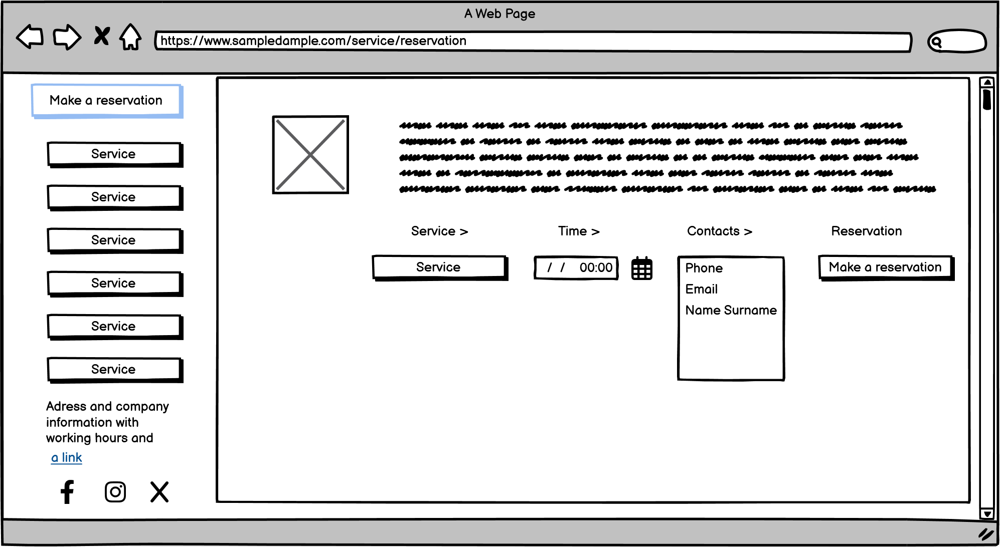 A Web Page
https://www.sampledample.com/service/reservation
Make a reservation
Service
Service
Service
Service
Service
Service
Adress and company
information with
working hours and
a link
Service >
Time >
Contacts >
Reservation
Service
/ / 00:00
Phone
Email
Name Surname
Make a reservation